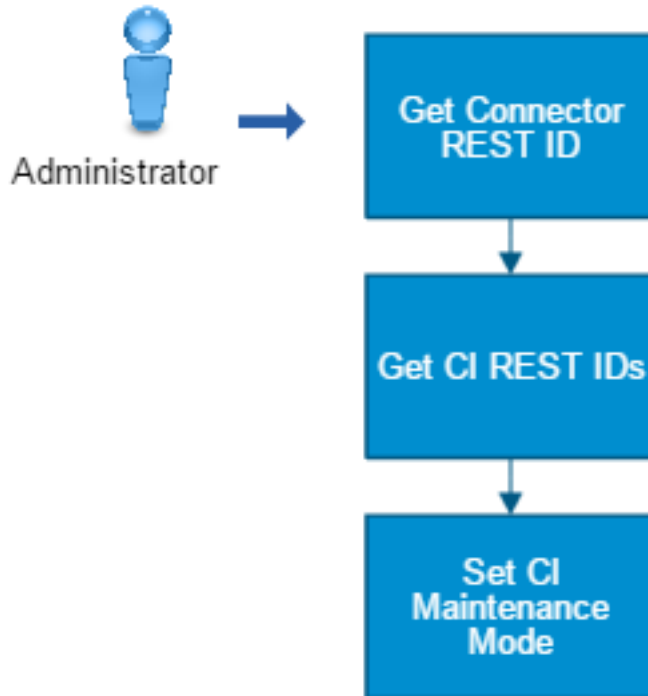 Administrator
Get Connector
REST ID
Get CI REST IDs
Set CI
Maintenance
Mode